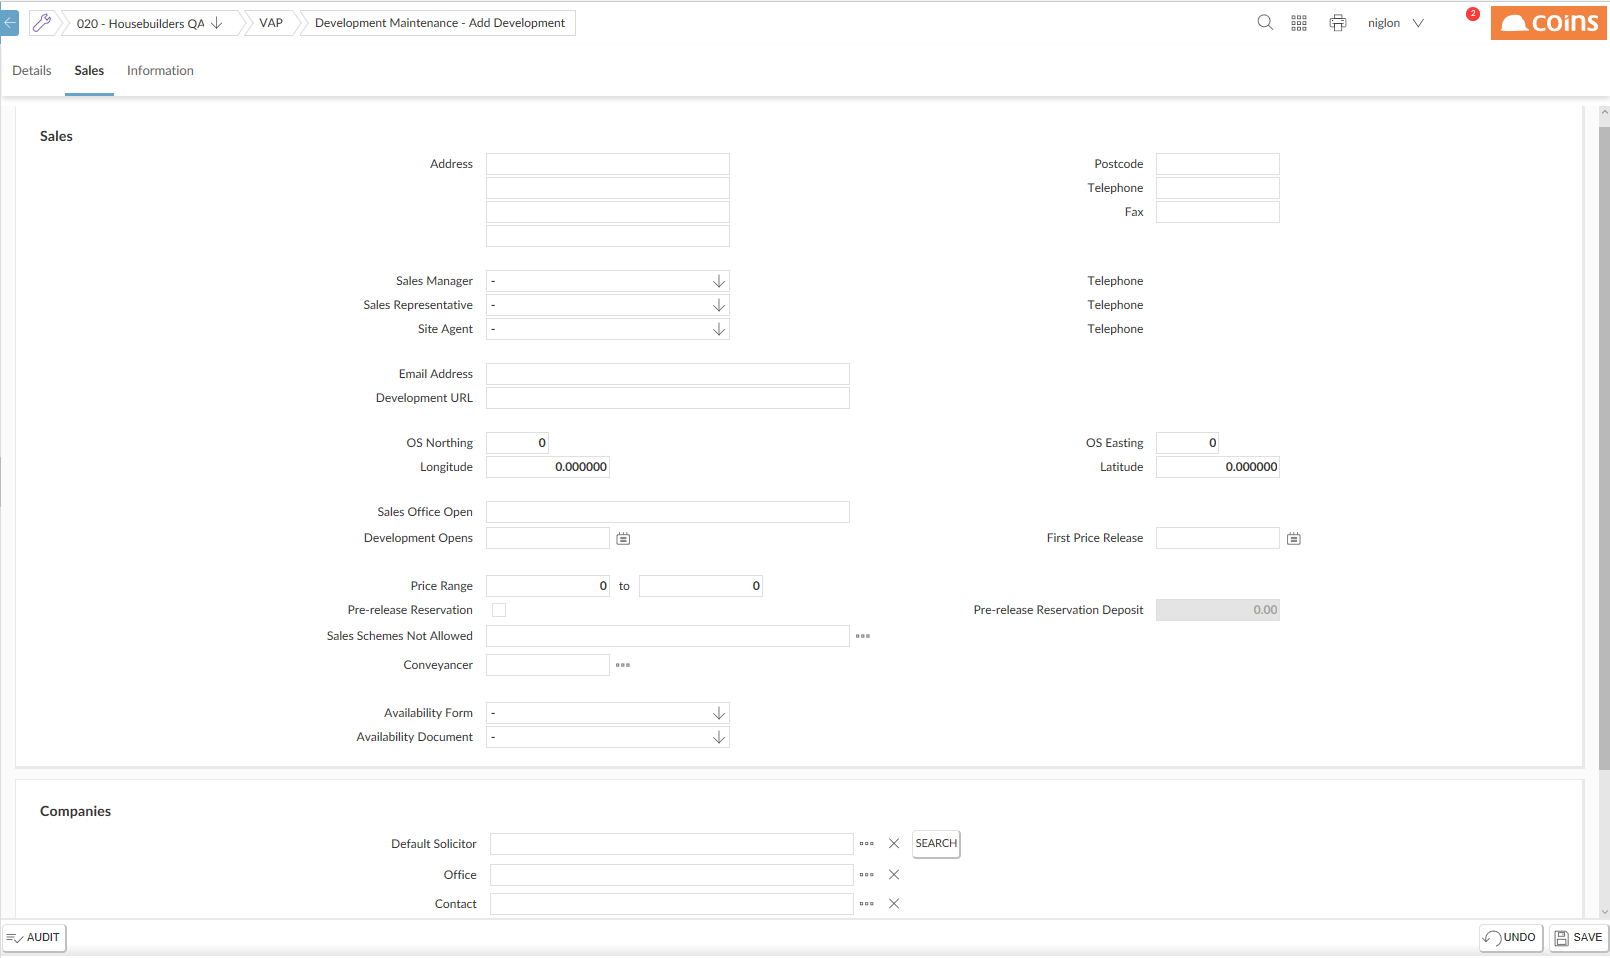 020 - Housebuilders QA VAP Development Maintenance - Add Development niglon 2 coins
Details Sales Information
Sales
Address Postcode
Telephone
Fax
Sales Manager - Telephone
Sales Representative - Telephone
Site Agent - Telephone
Email Address
Development URL
OS Northing 0 OS Easting 0
Longitude 0.000000 Latitude 0.000000
Sales Office Open
Development Opens First Price Release
Price Range 0 to 0
Pre-release Reservation Pre-release Reservation Deposit 0.00
Sales Schemes Not Allowed
Conveyancer
Availability Form -
Availability Document -
Companies
Default Solicitor SEARCH
Office
Contact
AUDIT UNDO SAVE